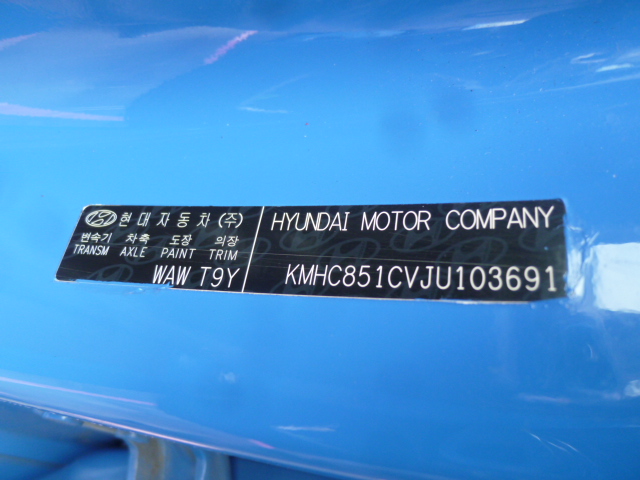 현대자동차(주)
변속기 차축 도장 의장
TRANSM AXLE PAINT TRIM
WAW T9Y
HYUNDAI MOTOR COMPANY
KMHC851CVJU103691